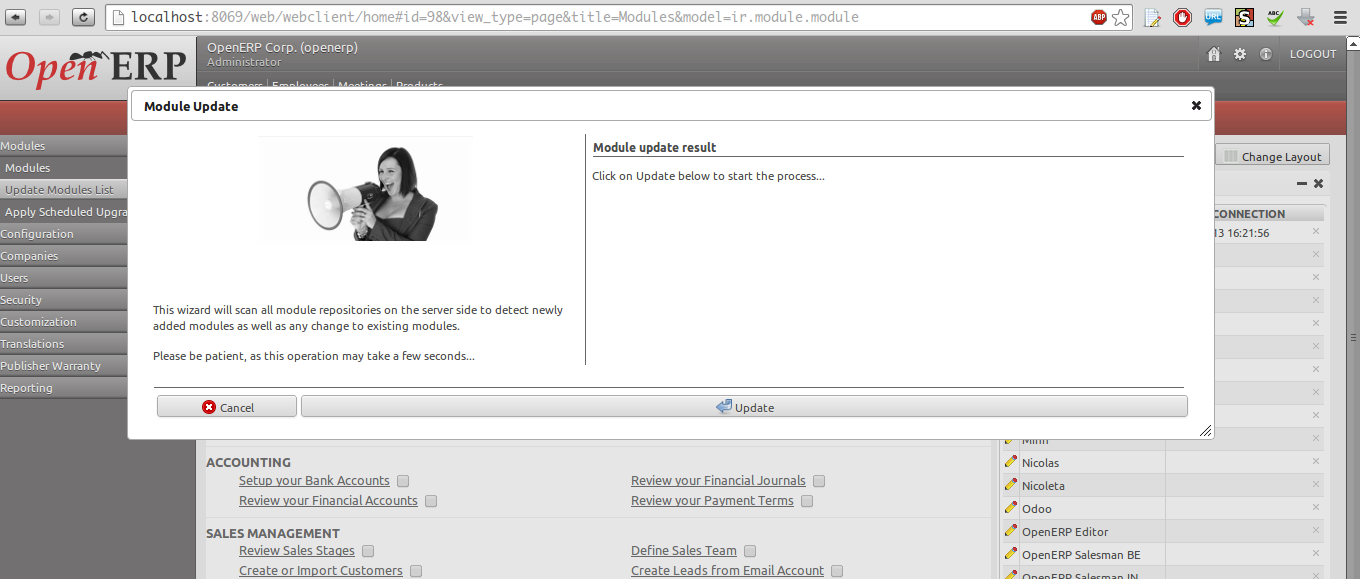 localhost:8069/web/webclient/home#id=98&view_type=page&title=Modules&model=ir.module.module
ABP
URL
S
ABC
Open ERP
OpenERP Corp. (openerp)
Administrator
LOGOUT
Customers Employees Meetings Products
Module Update
Modules
Modules
Update Modules List
Apply Scheduled Upgra
Configuration
Companies
Users
Security
Customization
Translations
Publisher Warranty
Reporting
This wizard will scan all module repositories on the server side to detect newly
added modules as well as any change to existing modules.
Please be patient, as this operation may take a few seconds...
Module update result
Click on Update below to start the process...
Cancel
Update
Change Layout
CONNECTION
13 16:21:56
ACCOUNTING
Setup your Bank Accounts
Review your Financial Journals
Review your Financial Accounts
Review your Payment Terms
SALES MANAGEMENT
Review Sales Stages
Define Sales Team
Create or Import Customers
Create Leads from Email Account
Minh
Nicolas
Nicoleta
Odoo
OpenERP Editor
OpenERP Salesman BE
OpenERP Salesman IN